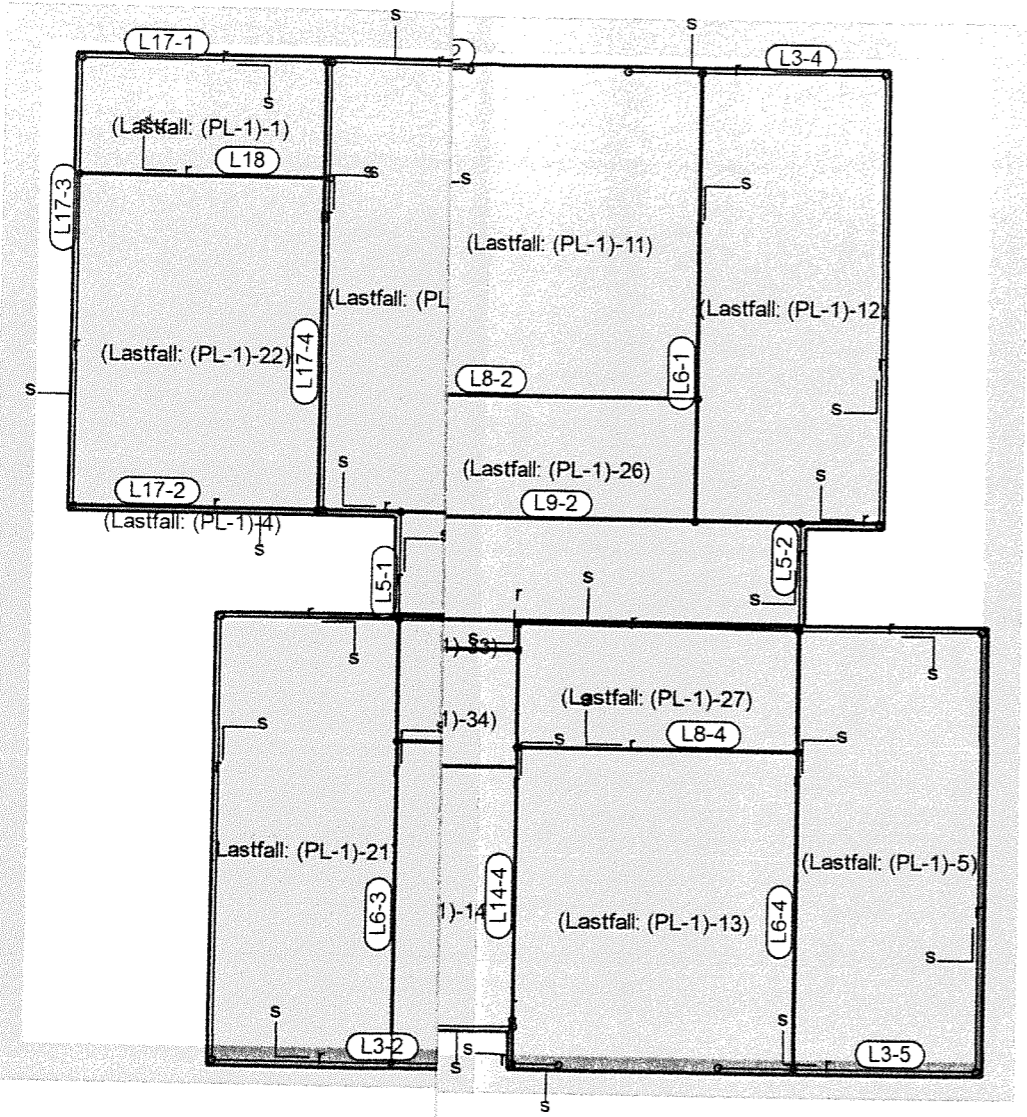 s
s
L17-1
2
L3-4
r
r
s
(Lastfall: (PL-1)-1)
L18
r
s
s
s
L17-3
(Lastfall: (PL-1)-11)
(Lastfall: (PL
(Lastfall: (PL-1)-12
(Lastfall: (PL-1)-22)
L17-4
L8-2
L6-1
r
s
r
s
s
s
(Lastfall: (PL-1)-26)
L17-2
r
r
L9-2
r
(Lastfall: (PL-1)-4)
s
L5-1
L5-2
s
s
r
r
r
r
s
s
s
1)-33)
(Lastfall: (PL-1)-27)
1)-34)
s
s
r
L8-4
s
s
Lastfall: (PL-1)-21
(Lastfall: (PL-1)-5)
L6-3
1)-14
L14-4
(Lastfall: (PL-1)-13)
L6-4
s
s
s
r
L3-2
s
s
r
L3-5
s